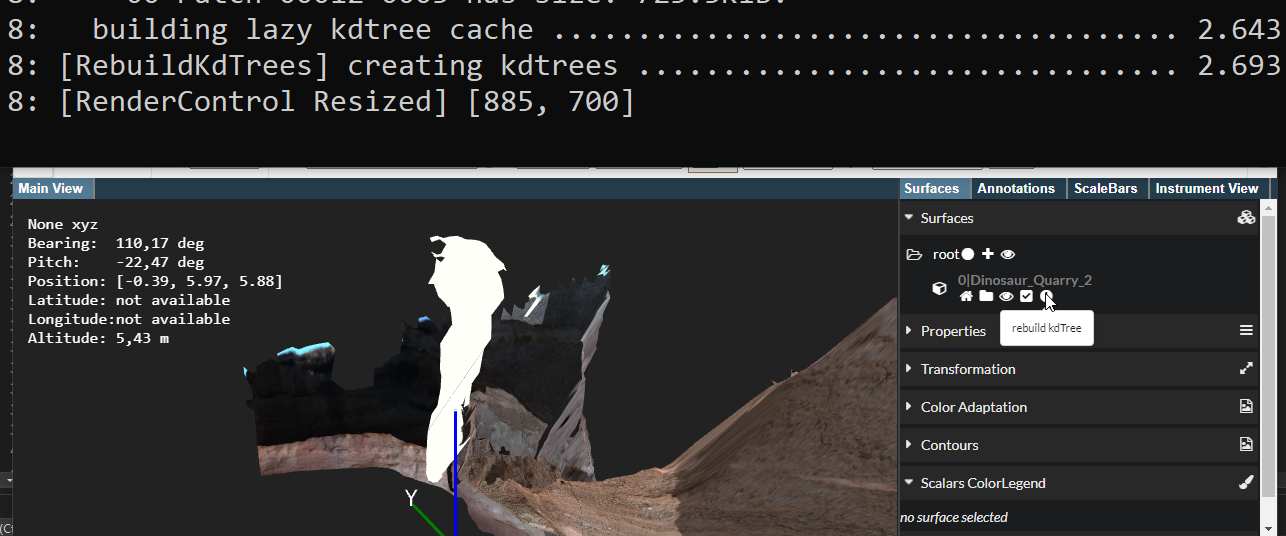 8:   building lazy kdtree cache ..................................... 2.643
8: [RebuildKdTrees] creating kdtrees ................................ 2.693
8: [RenderControl Resized] [885, 700]
Main View
None xyz
Bearing:  110,17 deg
Pitch:    -22,47 deg
Position: [-0.39, 5.97, 5.88]
Latitude: not available
Longitude:not available
Altitude: 5,43 m
Y
Surfaces Annotations ScaleBars Instrument View
Surfaces
root
0|Dinosaur_Quarry_2
rebuild kdTree
Properties
Transformation
Color Adaptation
Contours
Scalars ColorLegend
no surface selected